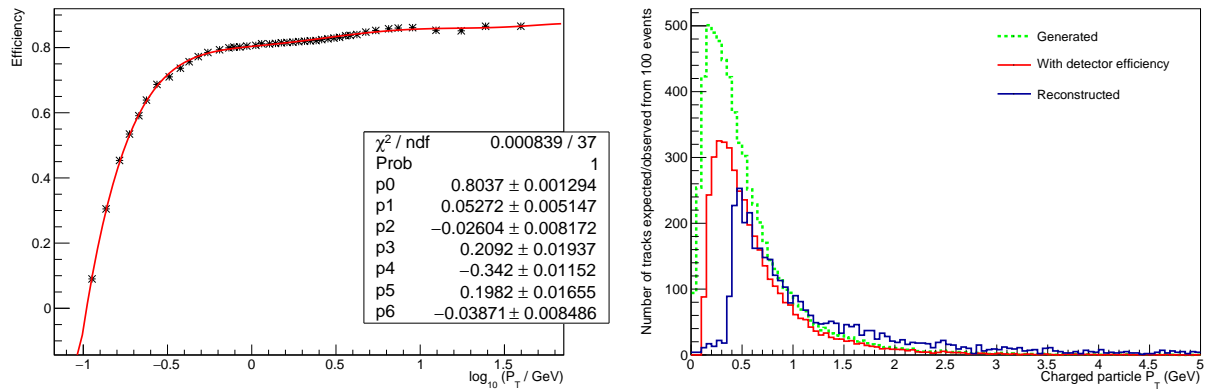 Efficiency
0.8
0.6
0.4
0.2
0
−1
−0.5
0
0.5
1
1.5
log₁₀ (P_T / GeV)
χ² / ndf 0.000839 / 37
Prob 1
p0 0.8037 ± 0.001294
p1 0.05272 ± 0.005147
p2 −0.02604 ± 0.008172
p3 0.2092 ± 0.01937
p4 −0.342 ± 0.01152
p5 0.1982 ± 0.01655
p6 −0.03871 ± 0.008486
Number of tracks expected/observed from 100 events
500
400
300
200
100
0
0
0.5
1
1.5
2
2.5
3
3.5
4
4.5
5
Charged particle P_T (GeV)
Generated
With detector efficiency
Reconstructed